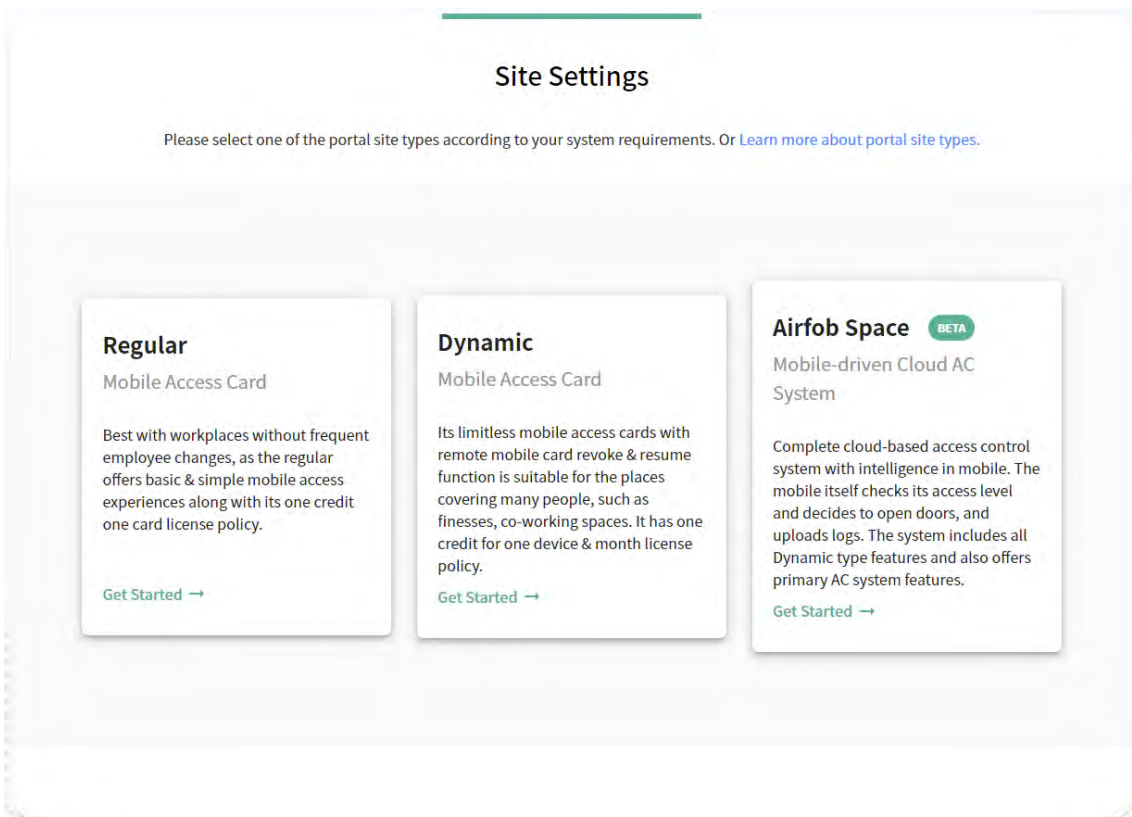 Site Settings
Please select one of the portal site types according to your system requirements. Or Learn more about portal site types.
Regular
Mobile Access Card
Best with workplaces without frequent
employee changes, as the regular
offers basic & simple mobile access
experiences along with its one credit
one card license policy.
Get Started →
Dynamic
Mobile Access Card
Its limitless mobile access cards with
remote mobile card revoke & resume
function is suitable for the places
covering many people, such as
finesses, co-working spaces. It has one
credit for one device & month license
policy.
Get Started →
Airfob Space BETA
Mobile-driven Cloud AC
System
Complete cloud-based access control
system with intelligence in mobile. The
mobile itself checks its access level
and decides to open doors, and
uploads logs. The system includes all
Dynamic type features and also offers
primary AC system features.
Get Started →